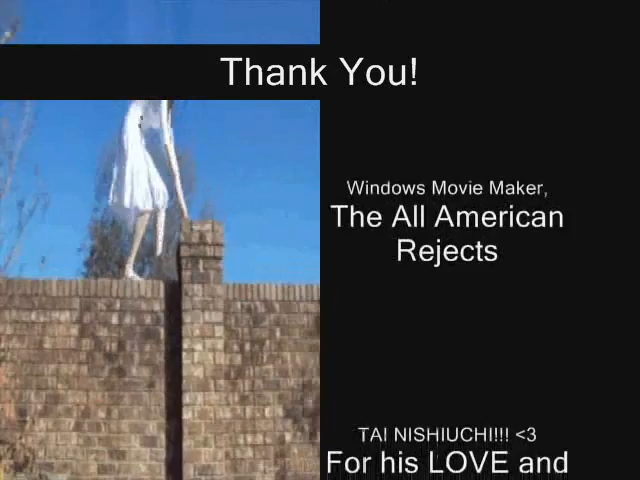 Thank You!
Windows Movie Maker,
The All American
Rejects
TAI NISHIUCHI!!! <3
For his LOVE and